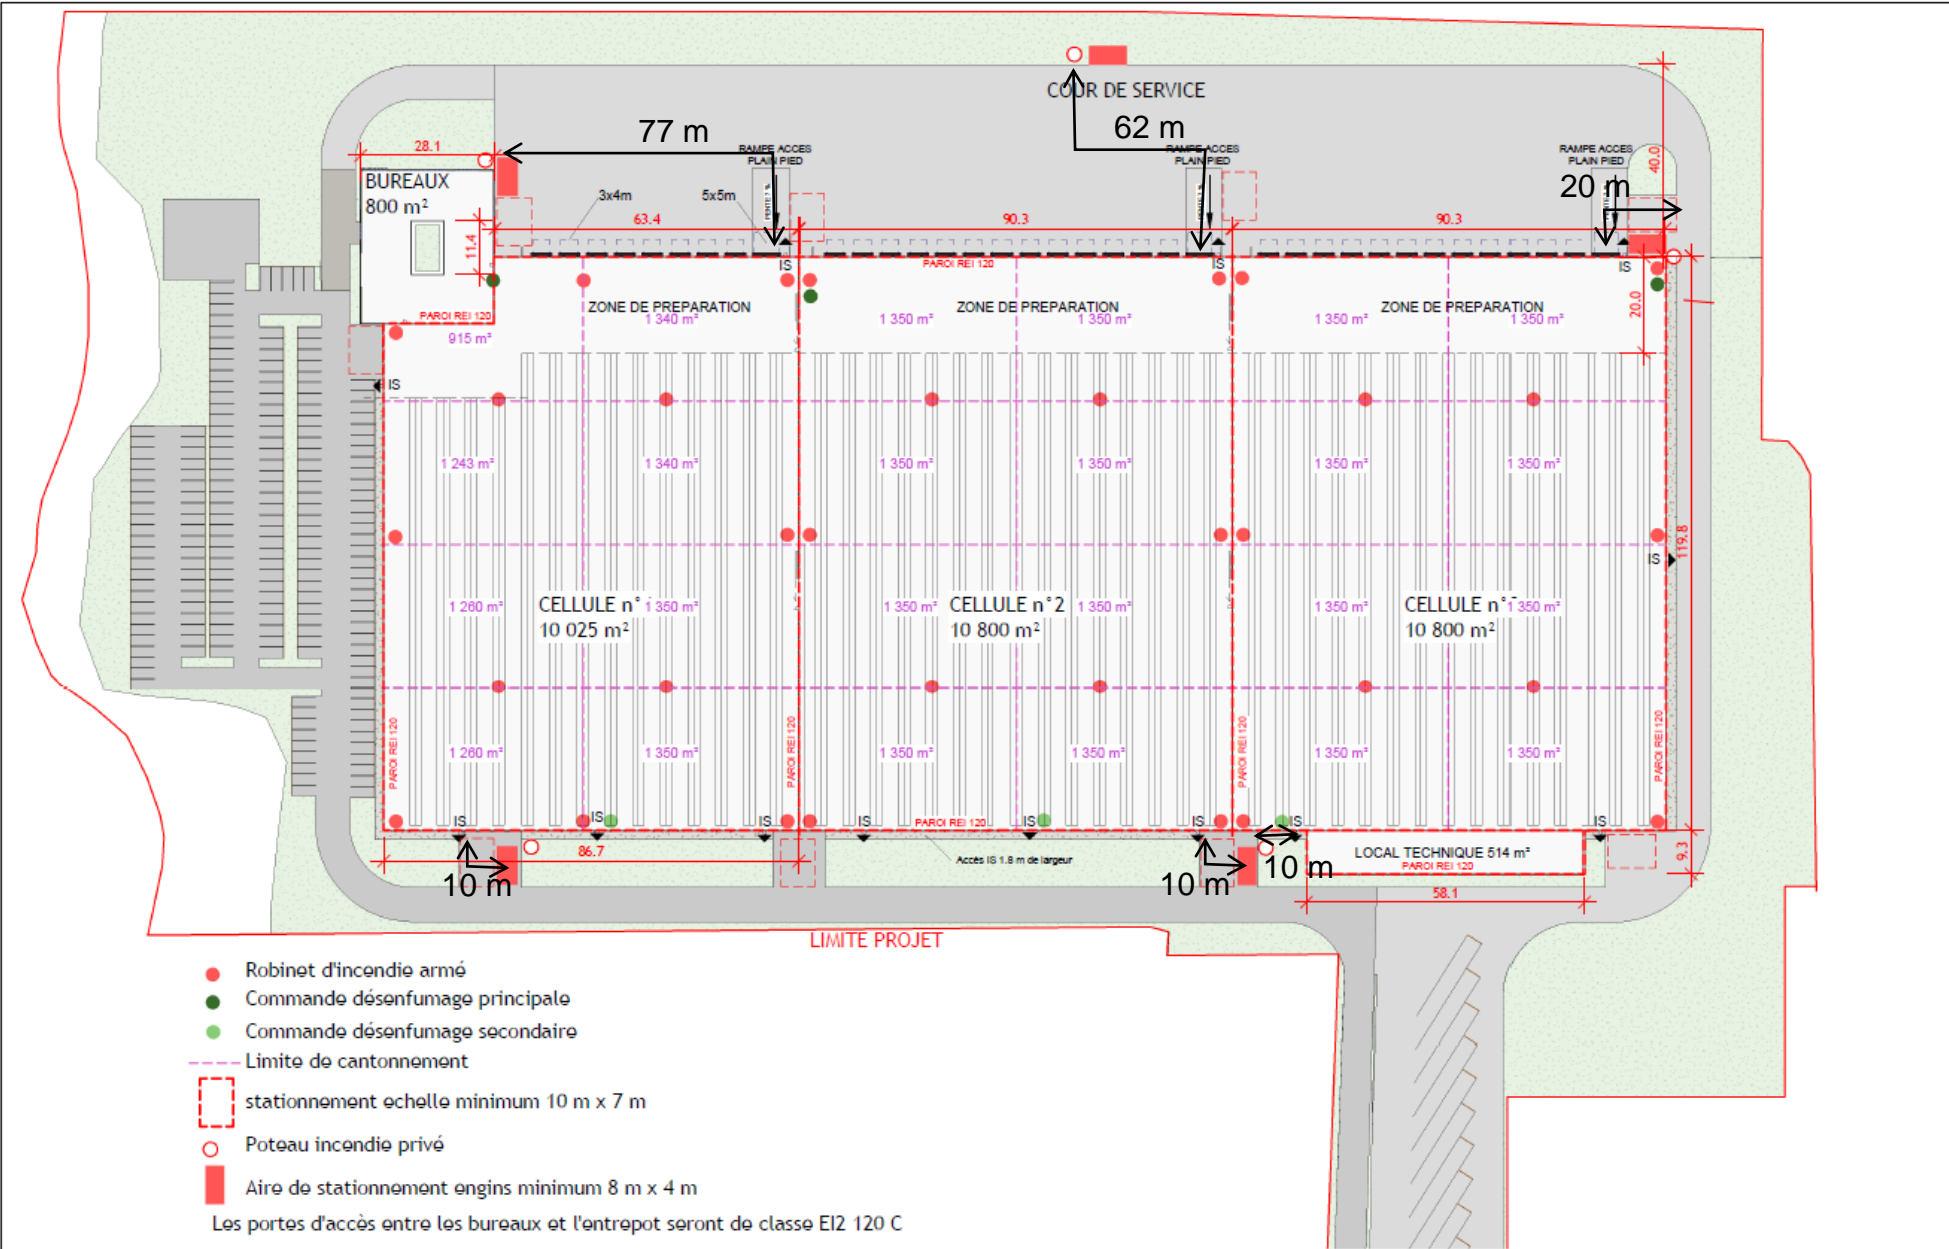 COUR DE SERVICE
77 m
62 m
28.1
RAMPE ACCES
PLAIN PIED
RAMPE ACCES
PLAIN PIED
RAMPE ACCES
PLAIN PIED
40.0
BUREAUX
800 m²
3x4m
5x5m
20 m
63.4
90.3
90.3
11.4
IS
PAROI REI 120
IS
IS
ZONE DE PREPARATION
ZONE DE PREPARATION
ZONE DE PREPARATION
20.0
PAROI REI 120
1 340 m²
1 350 m²
1 350 m²
1 350 m²
1 350 m²
915 m²
IS
1 243 m²
1 340 m²
1 350 m²
1 350 m²
1 350 m²
1 350 m²
119.8
IS
1 260 m²
CELLULE n°
1 350 m²
1 350 m²
CELLULE n°2
1 350 m²
1 350 m²
CELLULE n°
1 350 m²
10 025 m²
10 800 m²
10 800 m²
PAROI REI 120
PAROI REI 120
PAROI REI 120
PAROI REI 120
1 260 m²
1 350 m²
1 350 m²
1 350 m²
1 350 m²
1 350 m²
IS
IS
IS
IS
PAROI REI 120
IS
IS
IS
IS
86.7
Accès IS 1.8 m de largeur
LOCAL TECHNIQUE 514 m²
PAROI REI 120
9.3
10 m
10 m
10 m
58.1
LIMITE PROJET
Robinet d'incendie armé
Commande désenfumage principale
Commande désenfumage secondaire
Limite de cantonnement
stationnement echelle minimum 10 m x 7 m
Poteau incendie privé
Aire de stationnement engins minimum 8 m x 4 m
Les portes d'accès entre les bureaux et l'entrepot seront de classe EI2 120 C